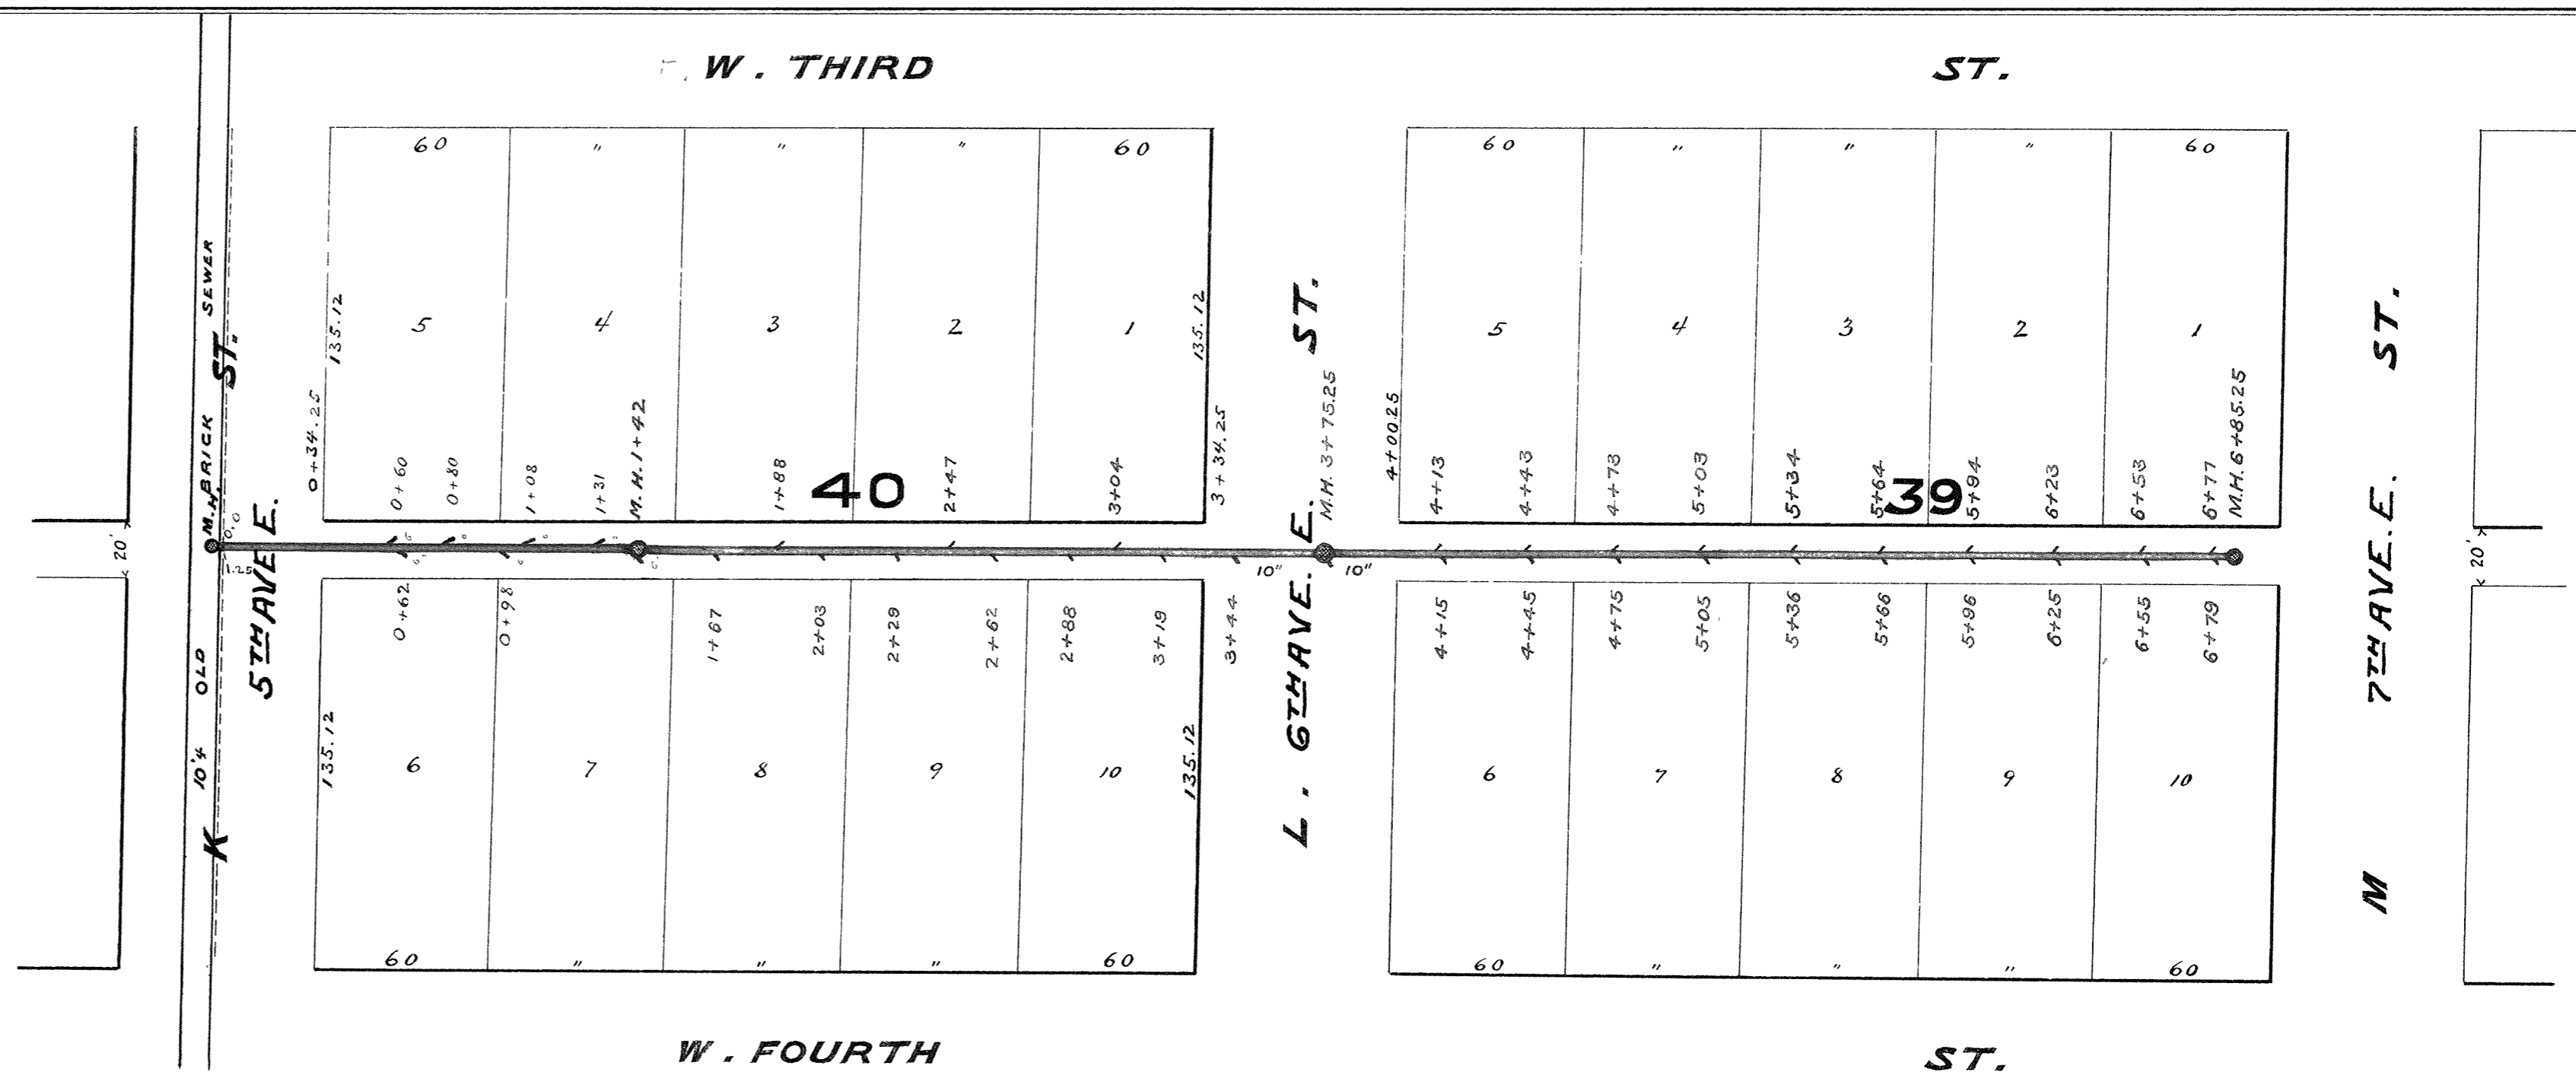 W. THIRD ST.
60 " " " 60
60 " " " 60
135.12
5 4 3 2 1
135.12
5 4 3 2 1
0+34.25
0+60
0+80
1+08
1+31
M.H. 1+42
1+88
40
2+47
3+04
3+34.25
M.H. 3+75.25
4+00.25
4+13
4+43
4+73
5+03
5+34
5+64
39
5+94
6+23
6+53
6+77
M.H. 6+85.25
K ST.
5TH AVE E.
10'4 OLD BRICK SEWER
M.H.
0.0
1.25
20'
L. ST.
6TH AVE. E.
10" 10"
M ST.
7TH AVE. E.
20'
0+62
0+98
1+67
2+03
2+29
2+62
2+88
3+19
3+44
4+15
4+45
4+75
5+05
5+36
5+66
5+96
6+25
6+55
6+79
135.12
6 7 8 9 10
135.12
6 7 8 9 10
60 " " " 60
60 " " " 60
W. FOURTH ST.